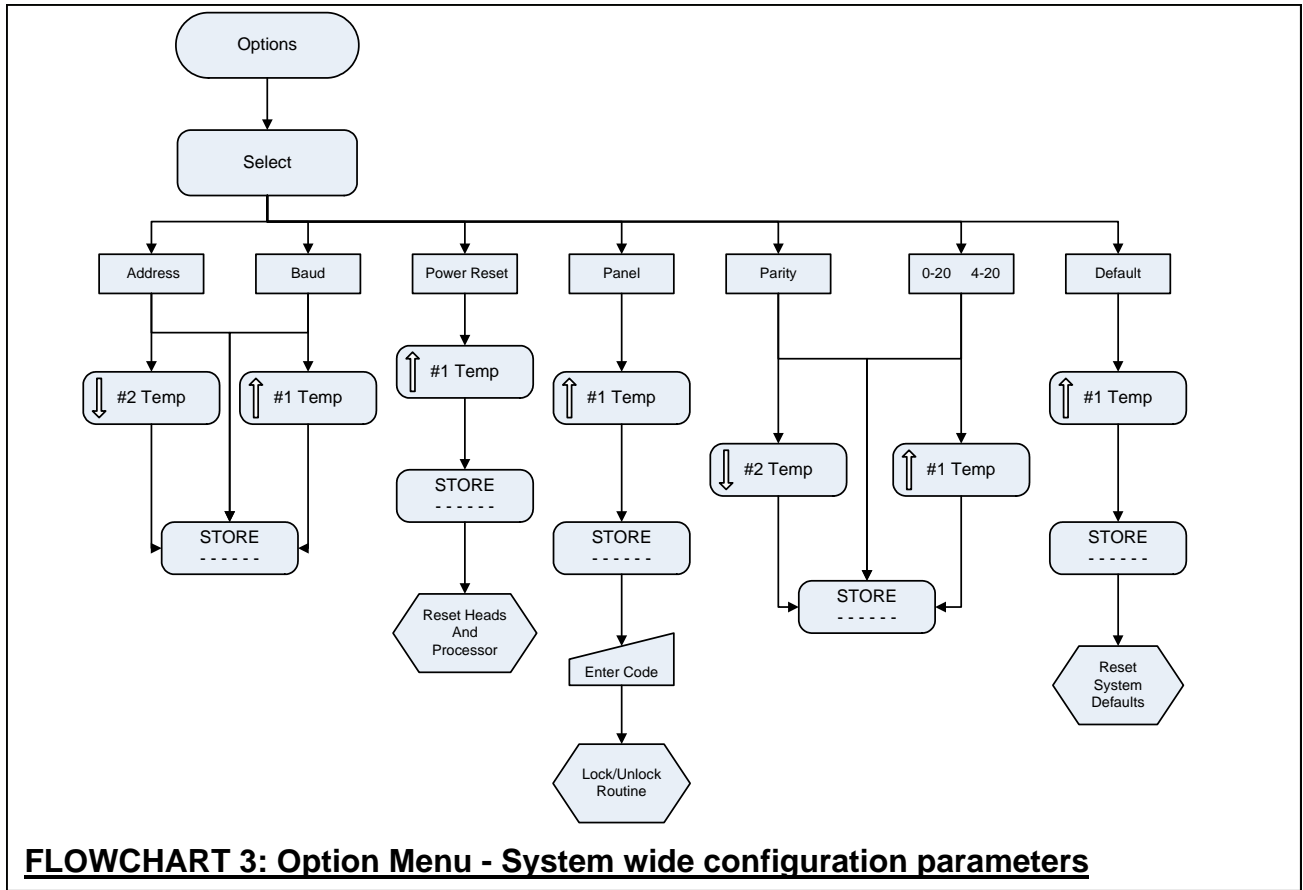 Options
Select
Address
Baud
Power Reset
Panel
Parity
0-20 4-20
Default
#2 Temp
#1 Temp
#1 Temp
#1 Temp
#2 Temp
#1 Temp
#1 Temp
STORE
- - - - - -
STORE
- - - - - -
STORE
- - - - - -
STORE
- - - - - -
STORE
- - - - - -
Reset Heads
And
Processor
Enter Code
Lock/Unlock
Routine
Reset
System
Defaults
FLOWCHART 3: Option Menu - System wide configuration parameters